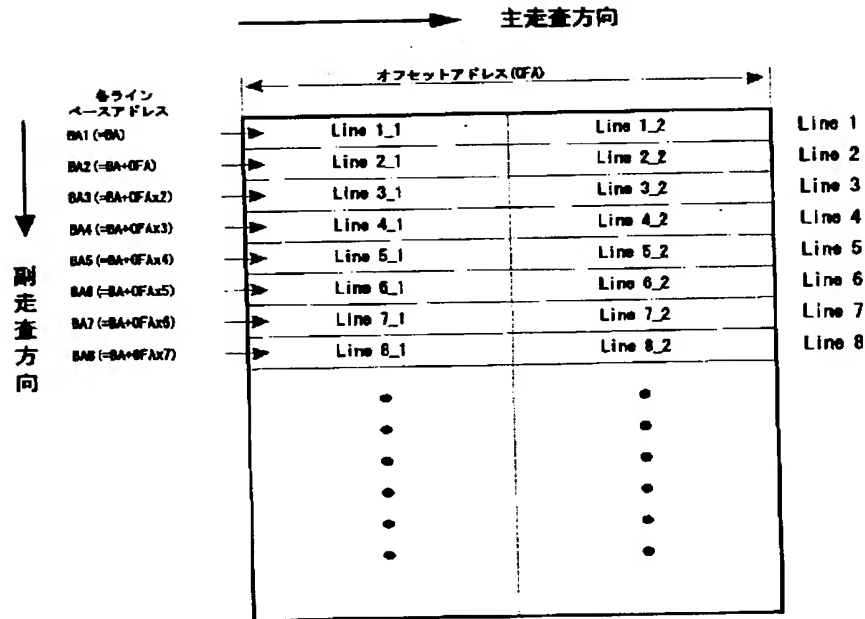 主走査方向
オフセットアドレス(OFA)
各ライン
ベースアドレス
BA1(=BA)
Line 1_1
Line 1_2
Line 1
BA2(=BA+OFA)
Line 2_1
Line 2_2
Line 2
BA3(=BA+OFAx2)
Line 3_1
Line 3_2
Line 3
BA4(=BA+OFAx3)
Line 4_1
Line 4_2
Line 4
BA5(=BA+OFAx4)
Line 5_1
Line 5_2
Line 5
BA6(=BA+OFAx5)
Line 6_1
Line 6_2
Line 6
BA7(=BA+OFAx6)
Line 7_1
Line 7_2
Line 7
BA8(=BA+OFAx7)
Line 8_1
Line 8_2
Line 8
副走査方向